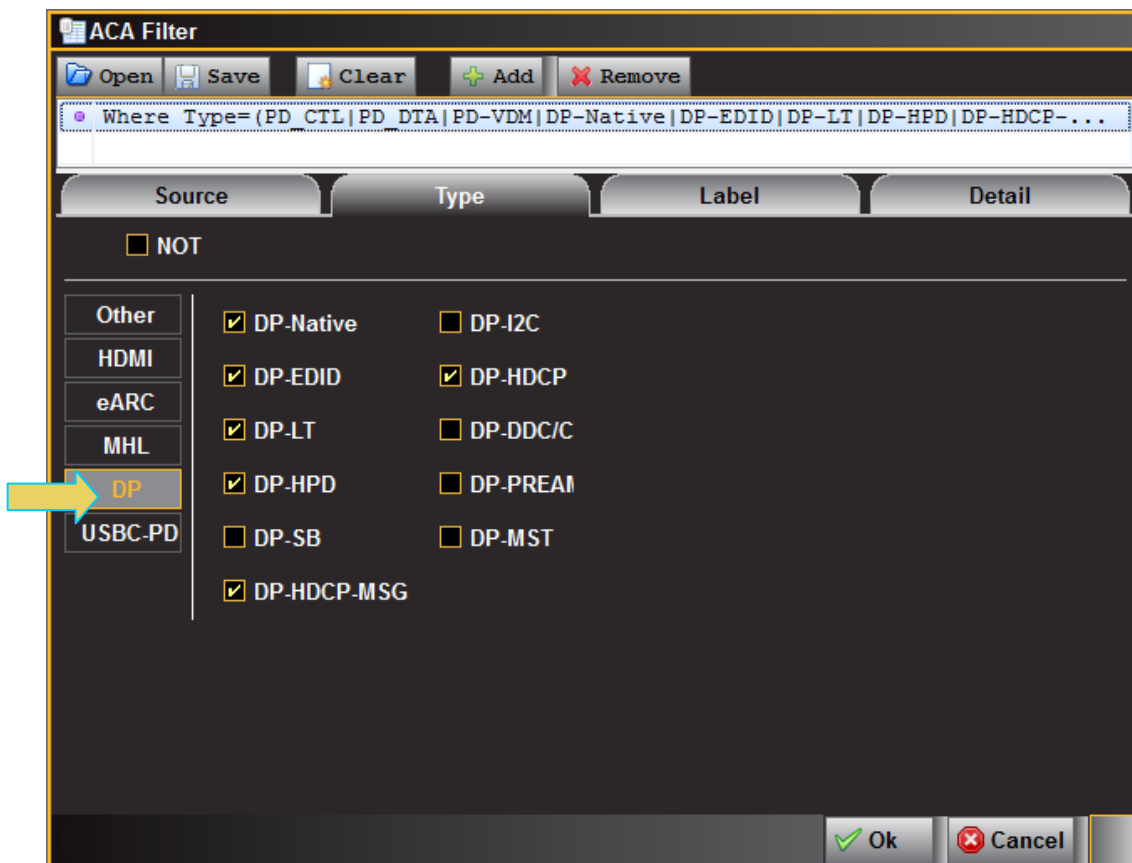 ACA Filter
Open Save Clear Add Remove
Where Type=(PD_CTL|PD_DTA|PD-VDM|DP-Native|DP-EDID|DP-LT|DP-HPD|DP-HDCP-...
Source Type Label Detail
NOT
Other
HDMI
eARC
MHL
DP
USBC-PD
DP-Native DP-I2C
DP-EDID DP-HDCP
DP-LT DP-DDC/C
DP-HPD DP-PREAM
DP-SB DP-MST
DP-HDCP-MSG
Ok Cancel